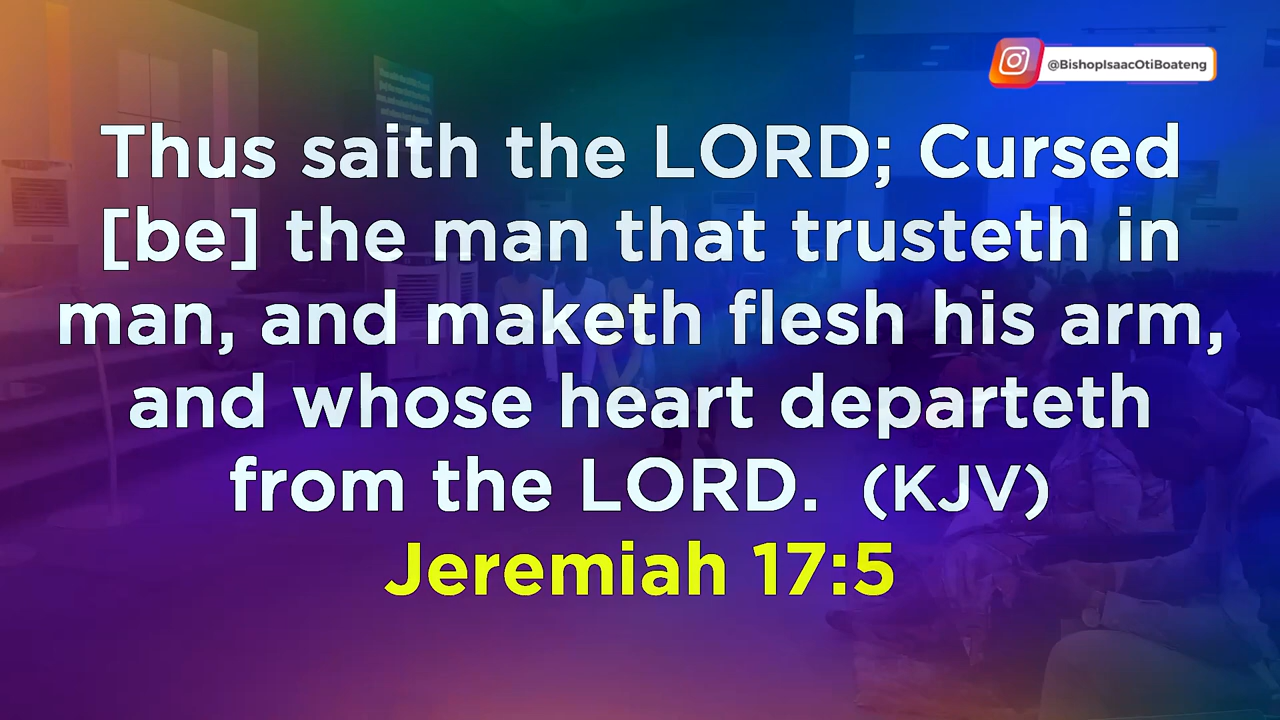 @BishopIsaacOtiBoateng
Thus saith the LORD; Cursed
[be] the man that trusteth in
man, and maketh flesh his arm,
and whose heart departeth
from the LORD. (KJV)
Jeremiah 17:5